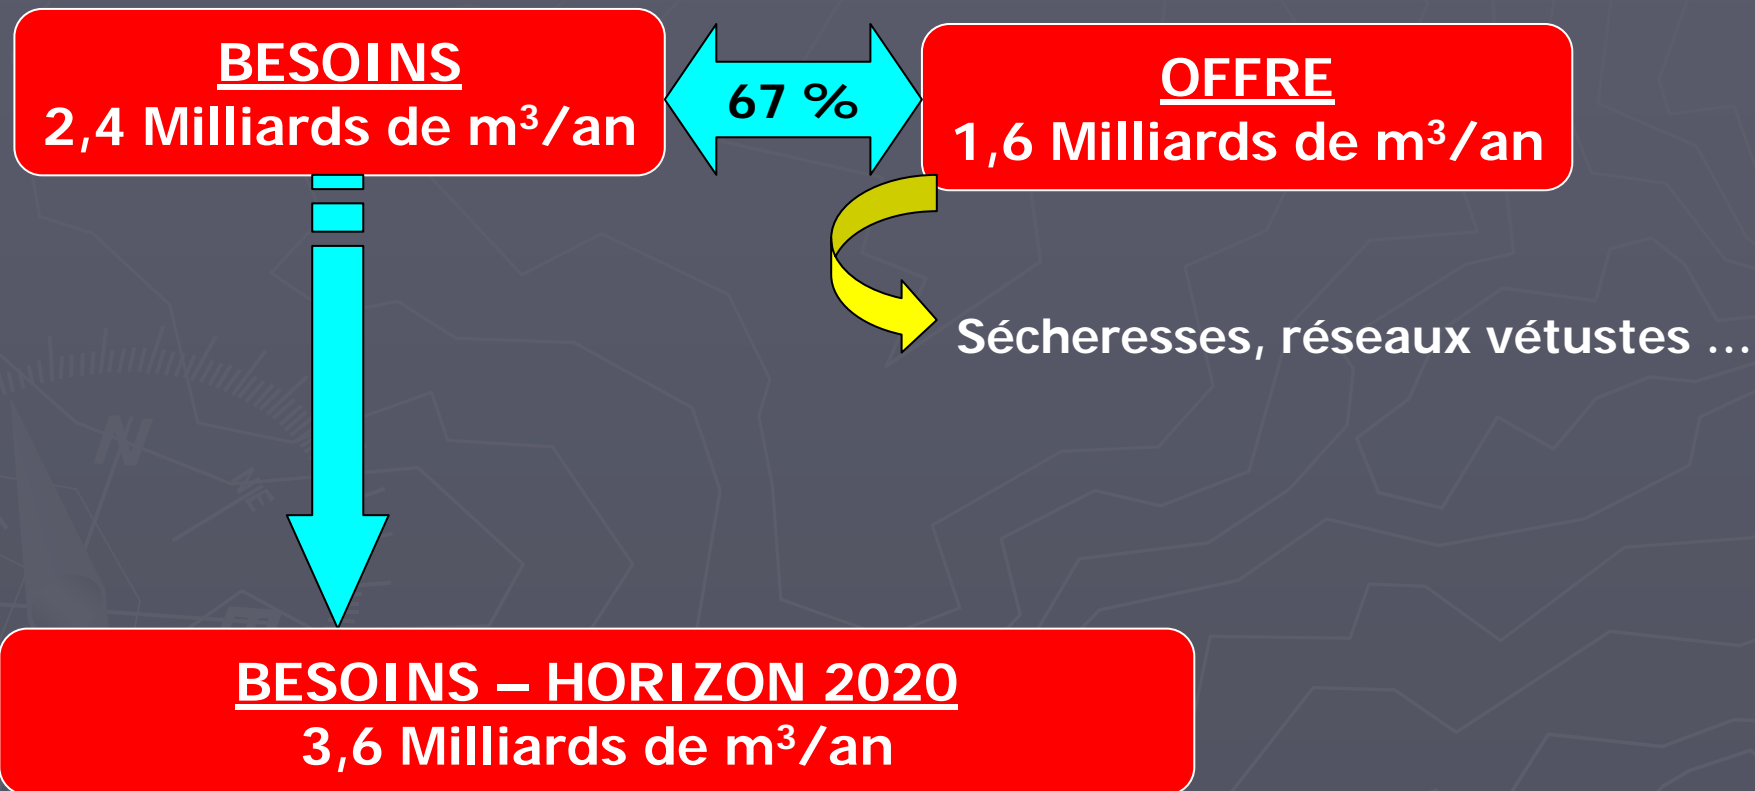 BESOINS
2,4 Milliards de m³/an
67 %
OFFRE
1,6 Milliards de m³/an
Sécheresses, réseaux vétustes …
N
NE
E
BESOINS – HORIZON 2020
3,6 Milliards de m³/an